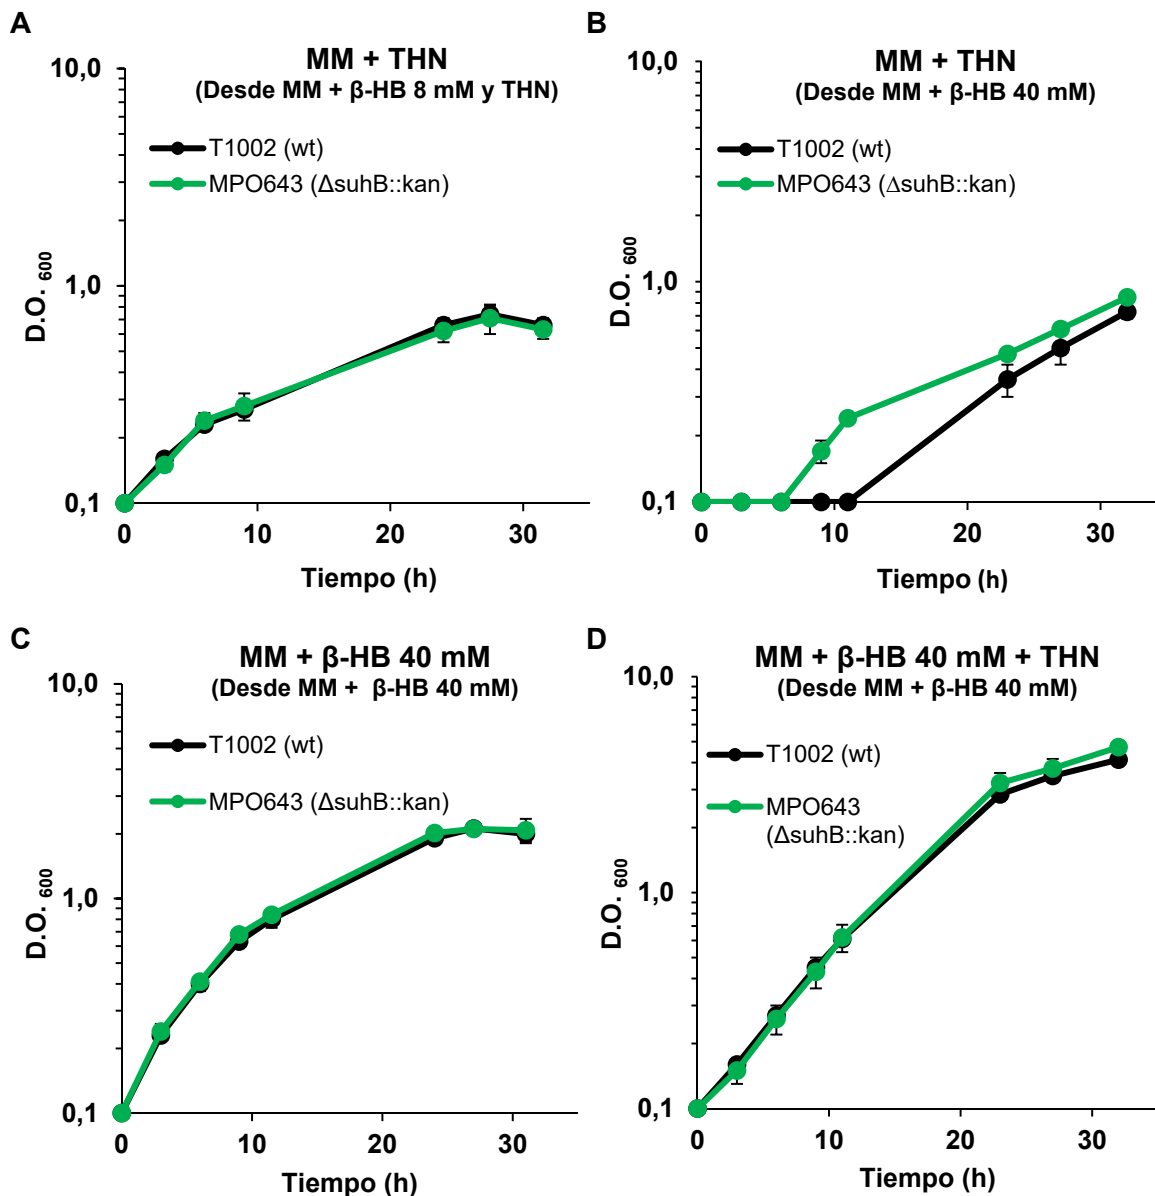 A
MM + THN
(Desde MM + β-HB 8 mM y THN)
10,0
T1002 (wt)
MPO643 (ΔsuhB::kan)
D.O. 600
1,0
0,1
0 10 20 30
Tiempo (h)
B
MM + THN
(Desde MM + β-HB 40 mM)
10,0
T1002 (wt)
MPO643 (ΔsuhB::kan)
D.O. 600
1,0
0,1
0 10 20 30
Tiempo (h)
C
MM + β-HB 40 mM
(Desde MM + β-HB 40 mM)
10,0
T1002 (wt)
MPO643 (ΔsuhB::kan)
D.O. 600
1,0
0,1
0 10 20 30
Tiempo (h)
D
MM + β-HB 40 mM + THN
(Desde MM + β-HB 40 mM)
10,0
T1002 (wt)
MPO643
(ΔsuhB::kan)
D.O. 600
1,0
0,1
0 10 20 30
Tiempo (h)